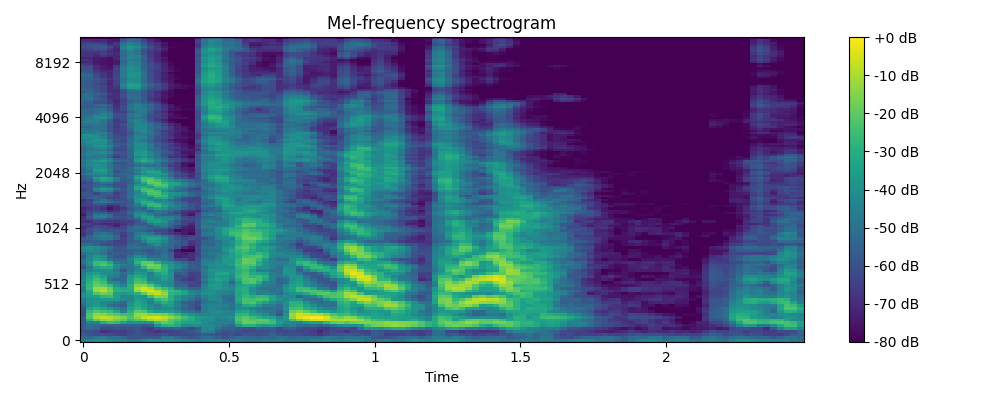 Mel-frequency spectrogram
Hz
8192
4096
2048
1024
512
0
0
0.5
1
1.5
2
Time
+0 dB
-10 dB
-20 dB
-30 dB
-40 dB
-50 dB
-60 dB
-70 dB
-80 dB